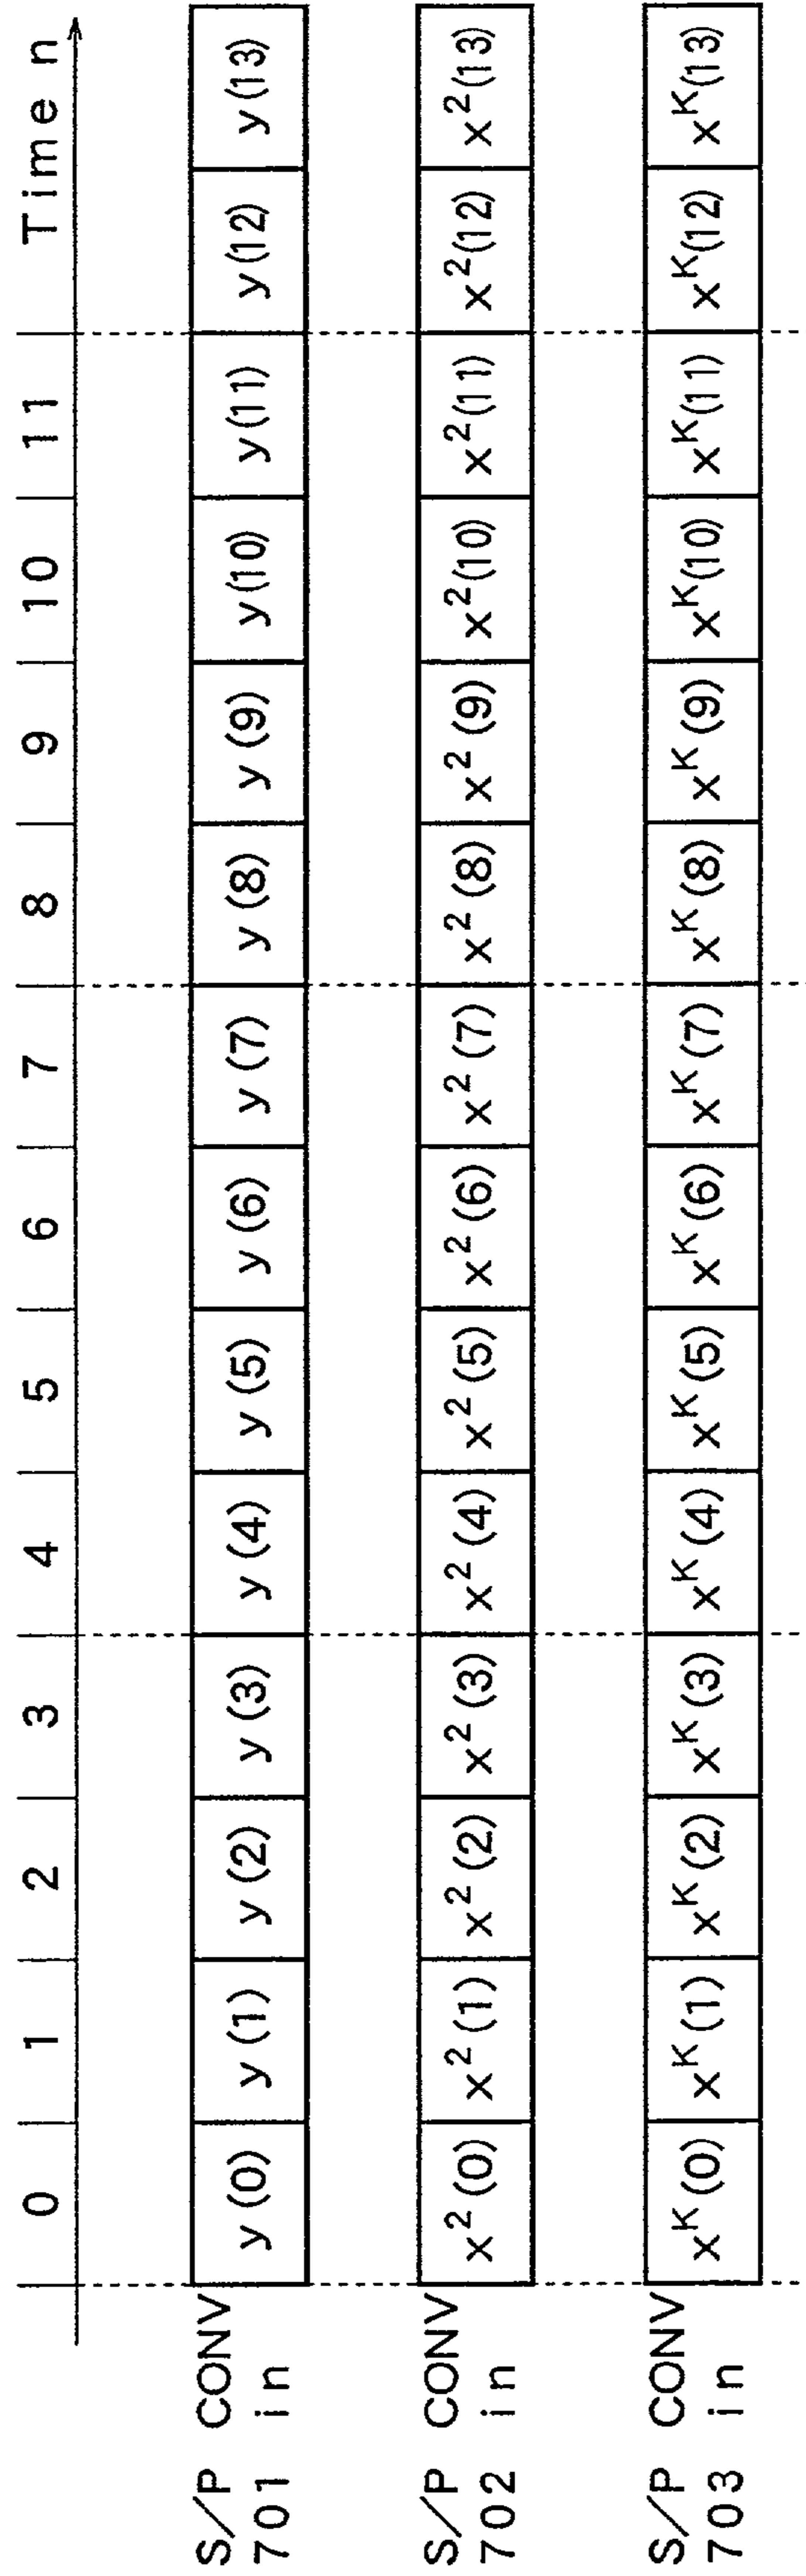 0 1 2 3 4 5 6 7 8 9 10 11 Time n
S/P CONV
701 in
y(0) y(1) y(2) y(3) y(4) y(5) y(6) y(7) y(8) y(9) y(10) y(11) y(12) y(13)
S/P CONV
702 in
x²(0) x²(1) x²(2) x²(3) x²(4) x²(5) x²(6) x²(7) x²(8) x²(9) x²(10) x²(11) x²(12) x²(13)
S/P CONV
703 in
xᴷ(0) xᴷ(1) xᴷ(2) xᴷ(3) xᴷ(4) xᴷ(5) xᴷ(6) xᴷ(7) xᴷ(8) xᴷ(9) xᴷ(10) xᴷ(11) xᴷ(12) xᴷ(13)